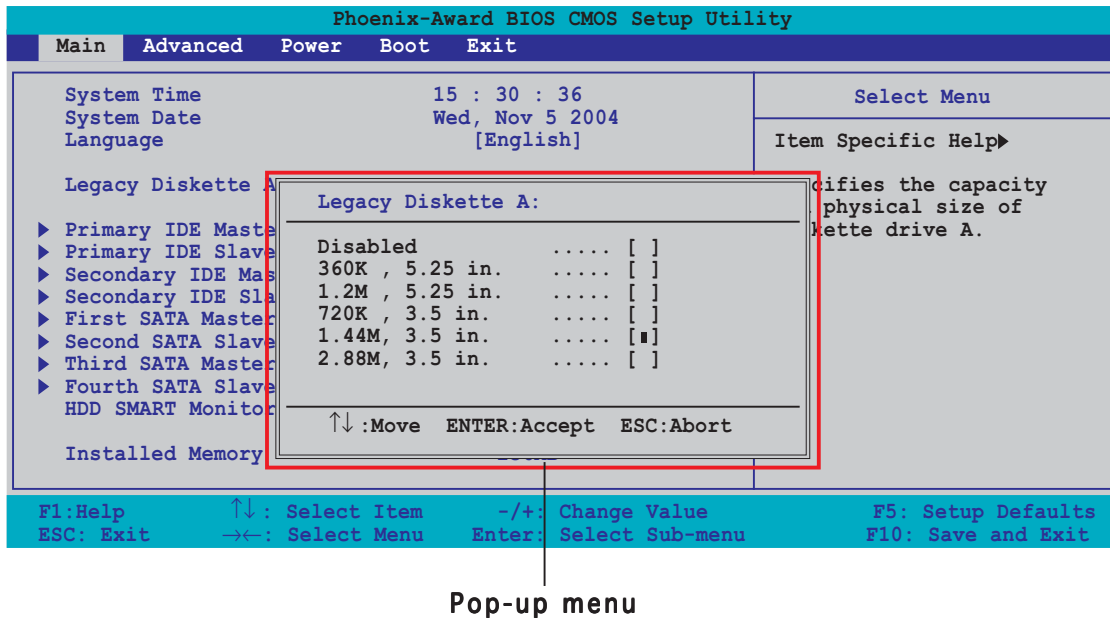 Phoenix-Award BIOS CMOS Setup Utility
Main Advanced Power Boot Exit
System Time 15 : 30 : 36
System Date Wed, Nov 5 2004
Language [English]
Legacy Diskette A
Primary IDE Maste
Primary IDE Slave
Secondary IDE Mas
Secondary IDE Sla
First SATA Master
Second SATA Slave
Third SATA Master
Fourth SATA Slave
HDD SMART Monitor
Installed Memory
Legacy Diskette A:
Disabled ..... [ ]
360K , 5.25 in. ..... [ ]
1.2M , 5.25 in. ..... [ ]
720K , 3.5 in. ..... [ ]
1.44M, 3.5 in. ..... [∎]
2.88M, 3.5 in. ..... [ ]
↑↓ :Move ENTER:Accept ESC:Abort
Select Menu
Item Specific Help▶
cifies the capacity
physical size of
kette drive A.
F1:Help ↑↓ : Select Item -/+: Change Value F5: Setup Defaults
ESC: Exit →←: Select Menu Enter: Select Sub-menu F10: Save and Exit
Pop-up menu